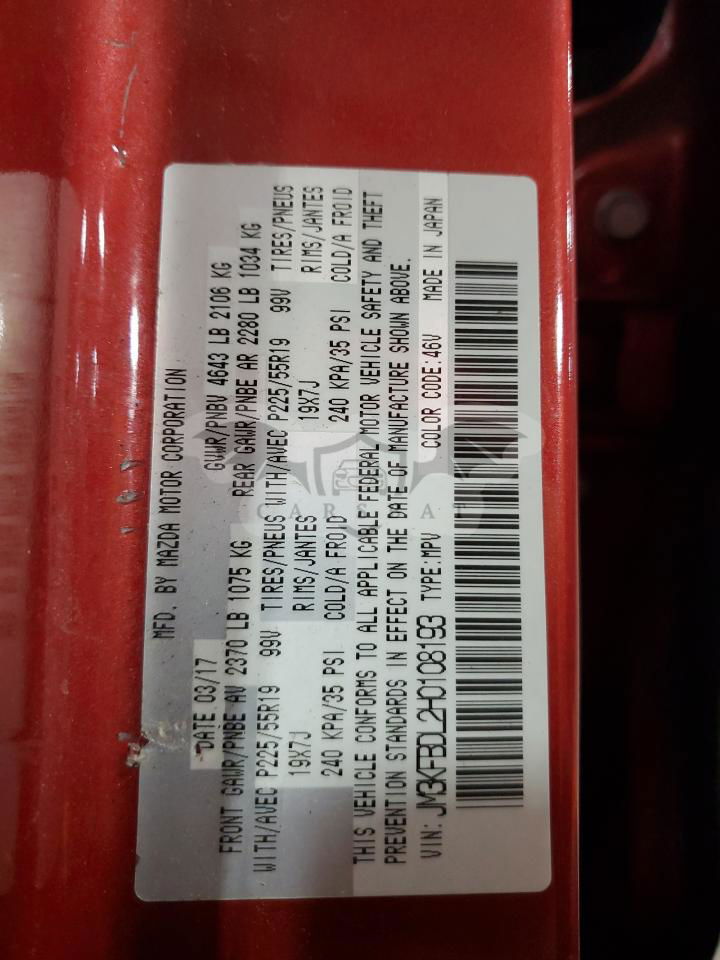 MFD. BY MAZDA MOTOR CORPORATION
DATE 03/17 GVWR/PNBV 4643 LB 2106 KG
FRONT GAWR/PNBE AV 2370 LB 1075 KG REAR GAWR/PNBE AR 2280 LB 1034 KG
WITH/AVEC P225/55R19 99V TIRES/PNEUS WITH/AVEC P225/55R19 99V TIRES/PNEUS
19X7J RIMS/JANTES 19X7J RIMS/JANTES
240 KPA/35 PSI COLD/A FROID 240 KPA/35 PSI COLD/A FROID
THIS VEHICLE CONFORMS TO ALL APPLICABLE FEDERAL MOTOR VEHICLE SAFETY AND THEFT
PREVENTION STANDARDS IN EFFECT ON THE DATE OF MANUFACTURE SHOWN ABOVE.
VIN: JM3KFBDL2H0108193 TYPE:MPV COLOR CODE:46V MADE IN JAPAN